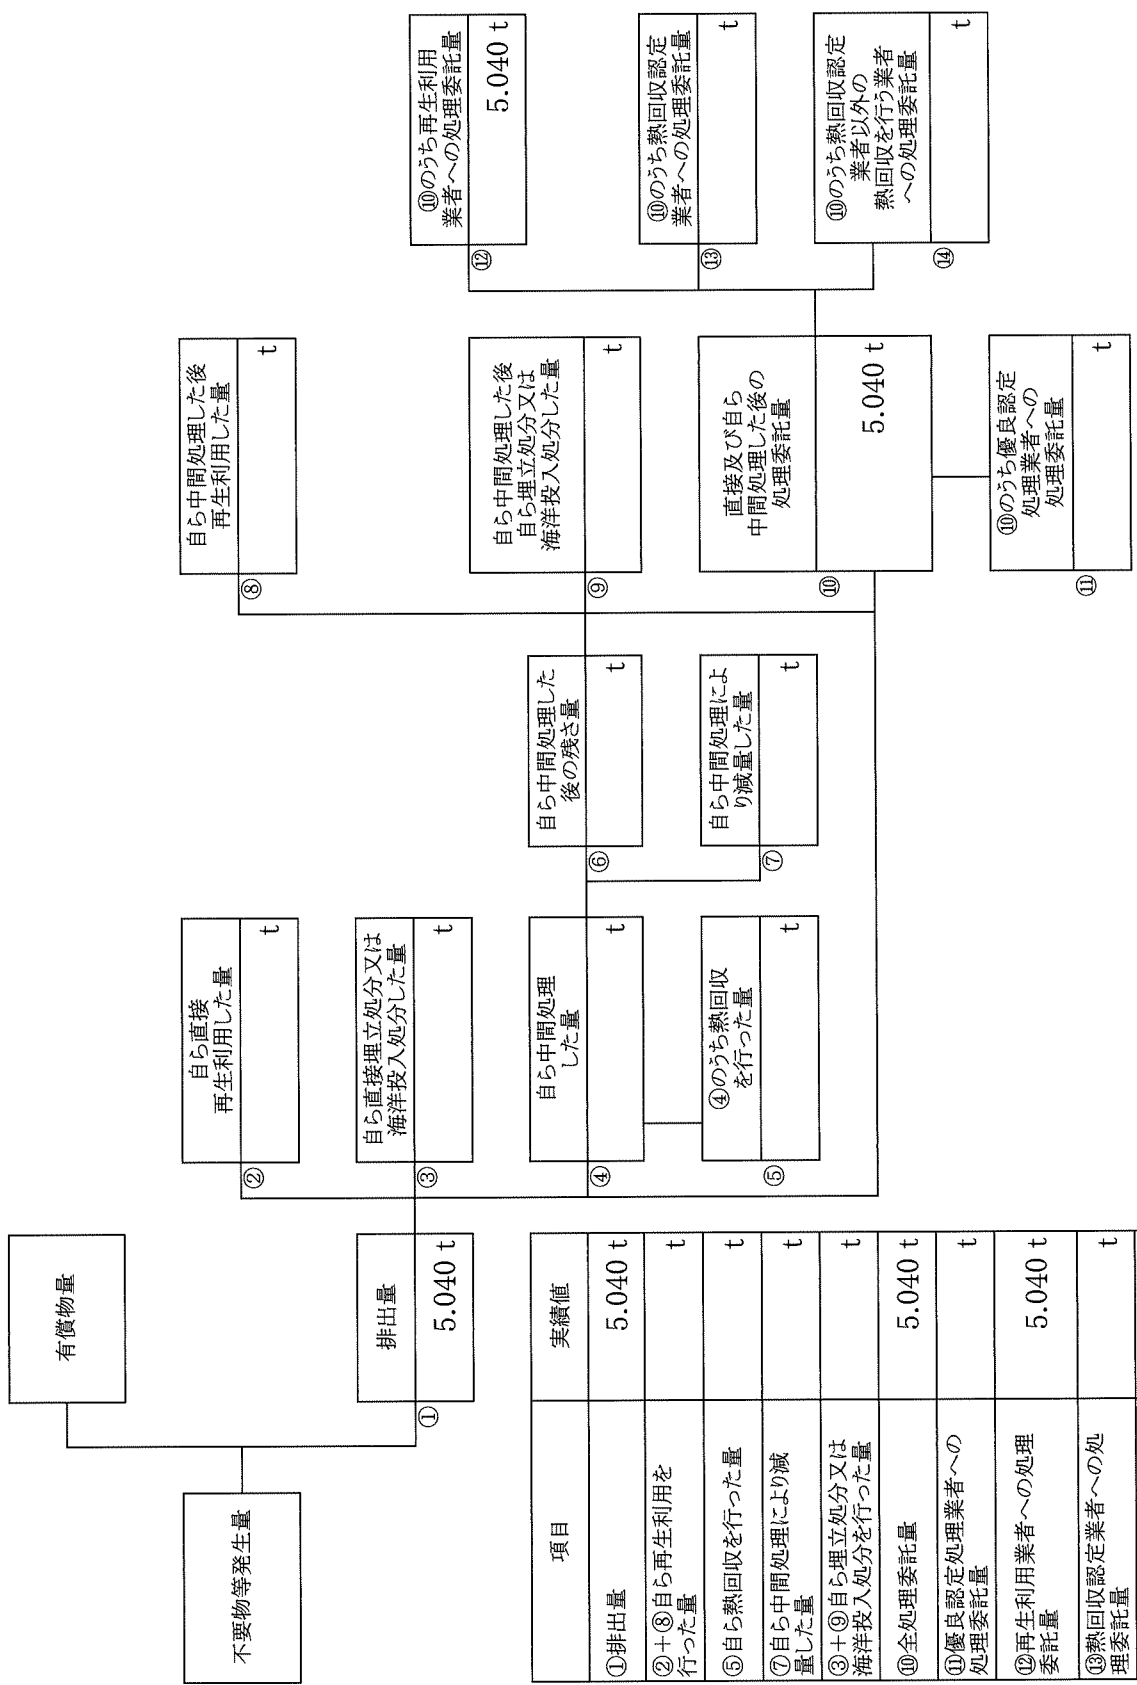 有償物量
不要物等発生量
排出量
①
5.040 t
自ら直接
再生利用した量
②
t
自ら直接埋立処分又は
海洋投入処分した量
③
t
自ら中間処理
した量
④
t
④のうち熱回収
を行った量
⑤
t
自ら中間処理した
後の残さ量
⑥
t
自ら中間処理によ
り減量した量
⑦
t
自ら中間処理した後
再生利用した量
⑧
t
自ら中間処理した後
自ら埋立処分又は
海洋投入処分した量
⑨
t
直接及び自ら
中間処理した後の
処理委託量
⑩
5.040 t
⑩のうち優良認定
処理業者への
処理委託量
⑪
t
⑩のうち再生利用
業者への処理委託量
⑫
5.040 t
⑩のうち熱回収認定
業者への処理委託量
⑬
t
⑩のうち熱回収認定
業者以外の
熱回収を行う業者
への処理委託量
⑭
t
項目 実績値
①排出量 5.040 t
②+⑧自ら再生利用を
行った量 t
⑤自ら熱回収を行った量 t
⑦自ら中間処理により減
量した量 t
③+⑨自ら埋立処分又は
海洋投入処分を行った量 t
⑩全処理委託量 5.040 t
⑪優良認定処理業者への
処理委託量 t
⑫再生利用業者への処理
委託量 5.040 t
⑬熱回収認定業者への処
理委託量 t